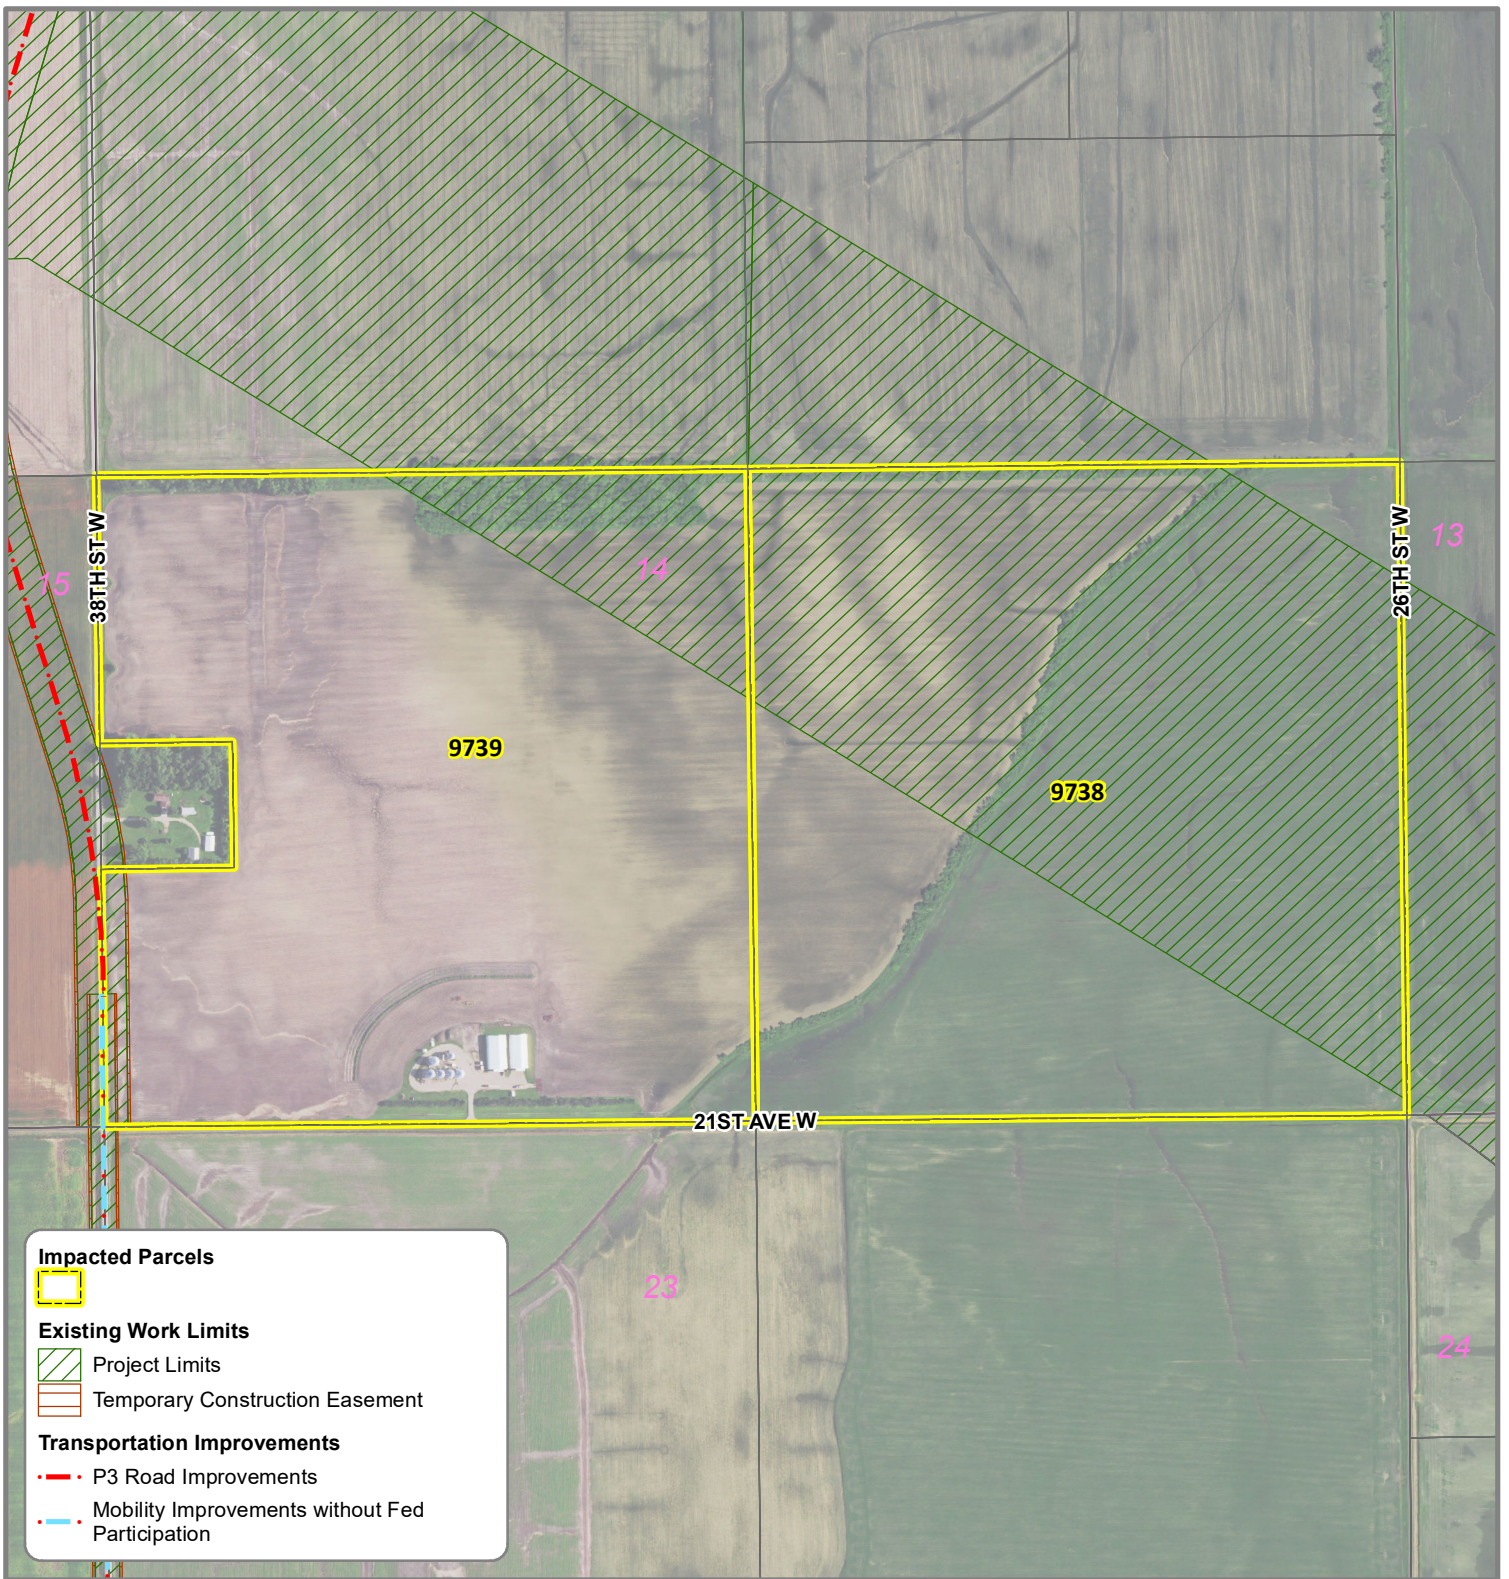 38TH ST W
26TH ST W
13
14
15
9739
9738
21ST AVE W
23
24
Impacted Parcels
Existing Work Limits
Project Limits
Temporary Construction Easement
Transportation Improvements
P3 Road Improvements
Mobility Improvements without Fed
Participation